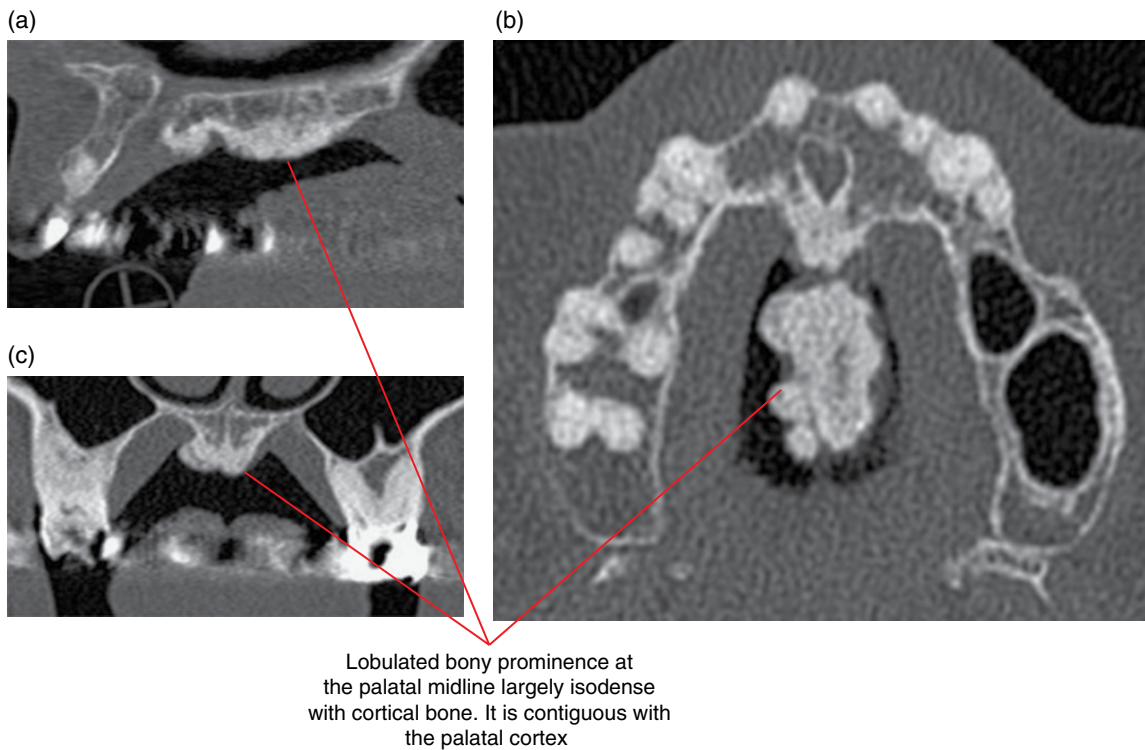 (a)
(b)
(c)
Lobulated bony prominence at
the palatal midline largely isodense
with cortical bone. It is contiguous with
the palatal cortex